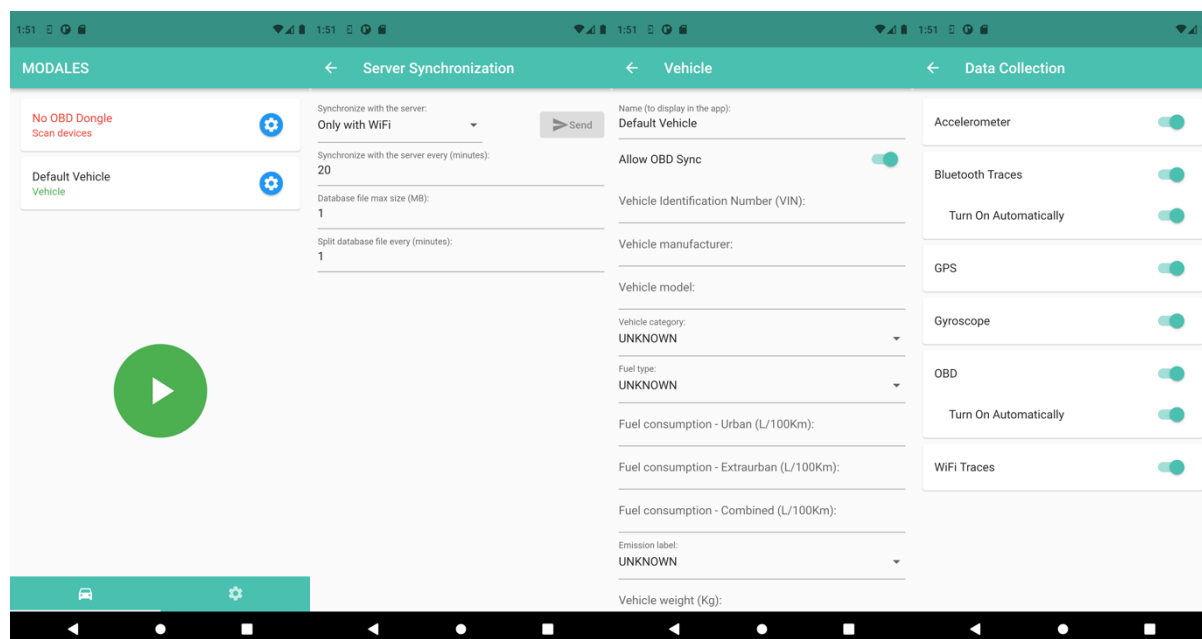 1:51
MODALES
No OBD Dongle
Scan devices
Default Vehicle
Vehicle
1:51
Server Synchronization
Synchronize with the server:
Only with WiFi
Send
Synchronize with the server every (minutes):
20
Database file max size (MB):
1
Split database file every (minutes):
1
1:51
Vehicle
Name (to display in the app):
Default Vehicle
Allow OBD Sync
Vehicle Identification Number (VIN):
Vehicle manufacturer:
Vehicle model:
Vehicle category:
UNKNOWN
Fuel type:
UNKNOWN
Fuel consumption - Urban (L/100Km):
Fuel consumption - Extraurban (L/100Km):
Fuel consumption - Combined (L/100Km):
Emission label:
UNKNOWN
Vehicle weight (Kg):
1:51
Data Collection
Accelerometer
Bluetooth Traces
Turn On Automatically
GPS
Gyroscope
OBD
Turn On Automatically
WiFi Traces